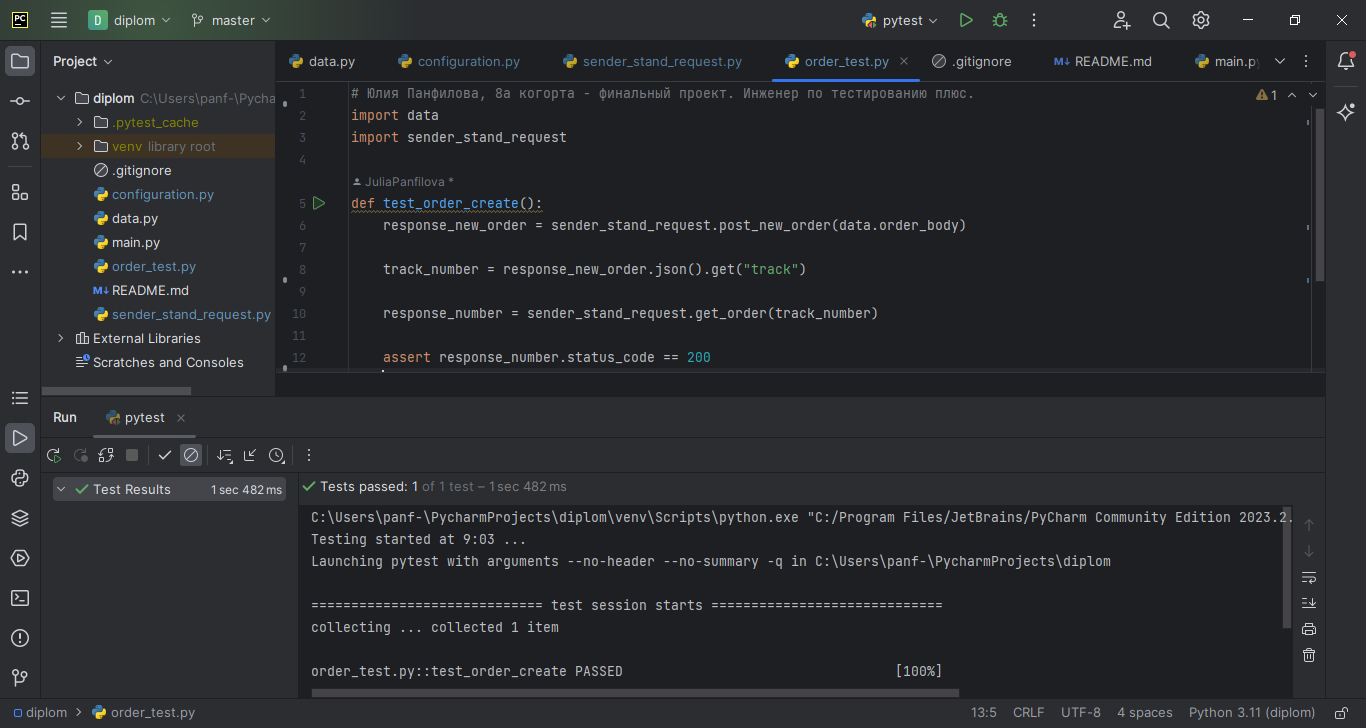 PC
D diplom master pytest
Project
data.py configuration.py sender_stand_request.py order_test.py .gitignore M↓ README.md main.py
diplom C:\Users\panf-\Pycha
.pytest_cache
venv library root
.gitignore
configuration.py
data.py
main.py
order_test.py
M↓ README.md
sender_stand_request.py
External Libraries
Scratches and Consoles
1
1 # Юлия Панфилова, 8а когорта - финальный проект. Инженер по тестированию плюс.
2 import data
3 import sender_stand_request
4
JuliaPanfilova *
5 def test_order_create():
6 response_new_order = sender_stand_request.post_new_order(data.order_body)
7
8 track_number = response_new_order.json().get("track")
9
10 response_number = sender_stand_request.get_order(track_number)
11
12 assert response_number.status_code == 200
Run pytest
Test Results 1 sec 482 ms
Tests passed: 1 of 1 test – 1 sec 482 ms
C:\Users\panf-\PycharmProjects\diplom\venv\Scripts\python.exe "C:/Program Files/JetBrains/PyCharm Community Edition 2023.2.
Testing started at 9:03 ...
Launching pytest with arguments --no-header --no-summary -q in C:\Users\panf-\PycharmProjects\diplom
============================= test session starts =============================
collecting ... collected 1 item
order_test.py::test_order_create PASSED [100%]
diplom > order_test.py 13:5 CRLF UTF-8 4 spaces Python 3.11 (diplom)